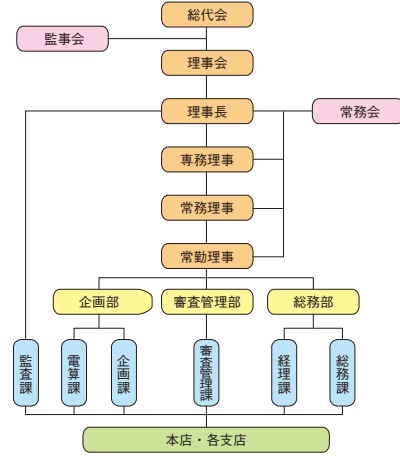 総代会
監事会
理事会
理事長
常務会
専務理事
常務理事
常勤理事
企画部
審査管理部
総務部
監査課
電算課
企画課
審査管理課
経理課
総務課
本店・各支店